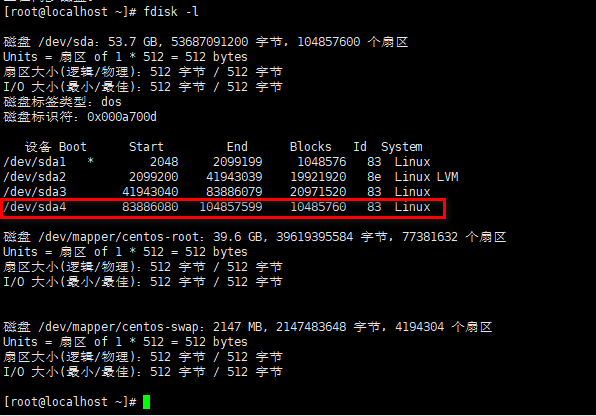 [root@localhost ~]# fdisk -l
磁盘 /dev/sda：53.7 GB, 53687091200 字节，104857600 个扇区
Units = 扇区 of 1 * 512 = 512 bytes
扇区大小(逻辑/物理)：512 字节 / 512 字节
I/O 大小(最小/最佳)：512 字节 / 512 字节
磁盘标签类型：dos
磁盘标识符：0x000a700d
设备 Boot      Start         End      Blocks   Id  System
/dev/sda1   *        2048     2099199     1048576   83  Linux
/dev/sda2         2099200    41943039    19921920   8e  Linux LVM
/dev/sda3        41943040    83886079    20971520   83  Linux
/dev/sda4        83886080   104857599    10485760   83  Linux
磁盘 /dev/mapper/centos-root：39.6 GB, 39619395584 字节，77381632 个扇区
Units = 扇区 of 1 * 512 = 512 bytes
扇区大小(逻辑/物理)：512 字节 / 512 字节
I/O 大小(最小/最佳)：512 字节 / 512 字节
磁盘 /dev/mapper/centos-swap：2147 MB, 2147483648 字节，4194304 个扇区
Units = 扇区 of 1 * 512 = 512 bytes
扇区大小(逻辑/物理)：512 字节 / 512 字节
I/O 大小(最小/最佳)：512 字节 / 512 字节
[root@localhost ~]#